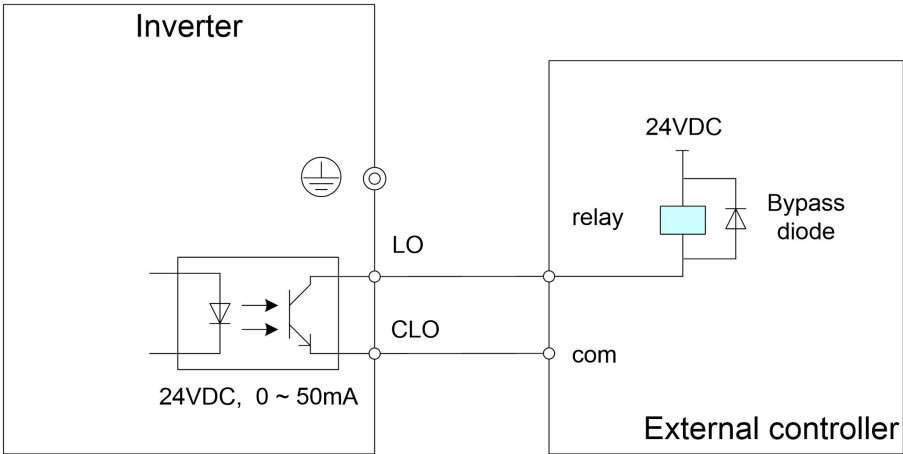 Inverter
24VDC
relay
Bypass
diode
LO
CLO
com
24VDC, 0 ~ 50mA
External controller